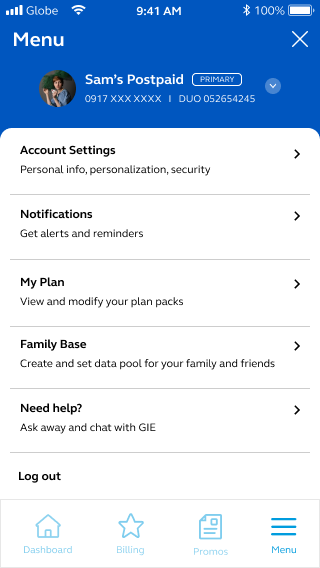 Globe 9:41 AM 100%
Menu
Sam's Postpaid PRIMARY
0917 XXX XXXX I DUO 052654245
Account Settings
Personal info, personalization, security
Notifications
Get alerts and reminders
My Plan
View and modify your plan packs
Family Base
Create and set data pool for your family and friends
Need help?
Ask away and chat with GIE
Log out
Dashboard Billing Promos Menu